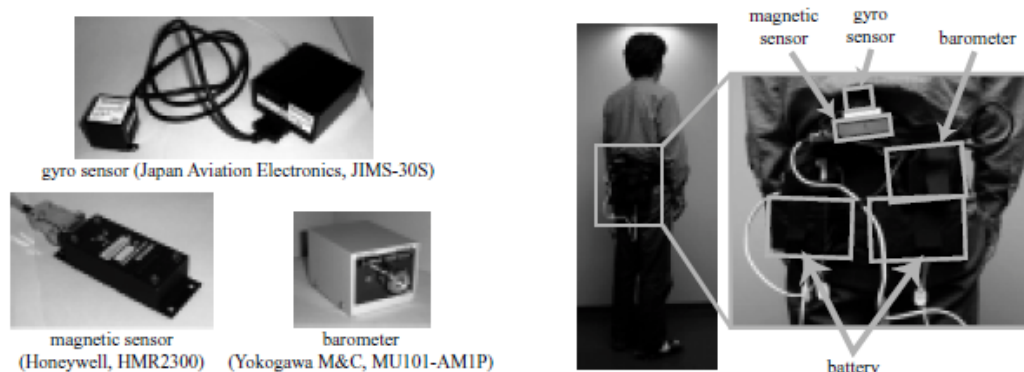 gyro sensor (Japan Aviation Electronics, JIMS-30S)
magnetic sensor
(Honeywell, HMR2300)
barometer
(Yokogawa M&C, MU101-AM1P)
magnetic
sensor
gyro
sensor
barometer
battery